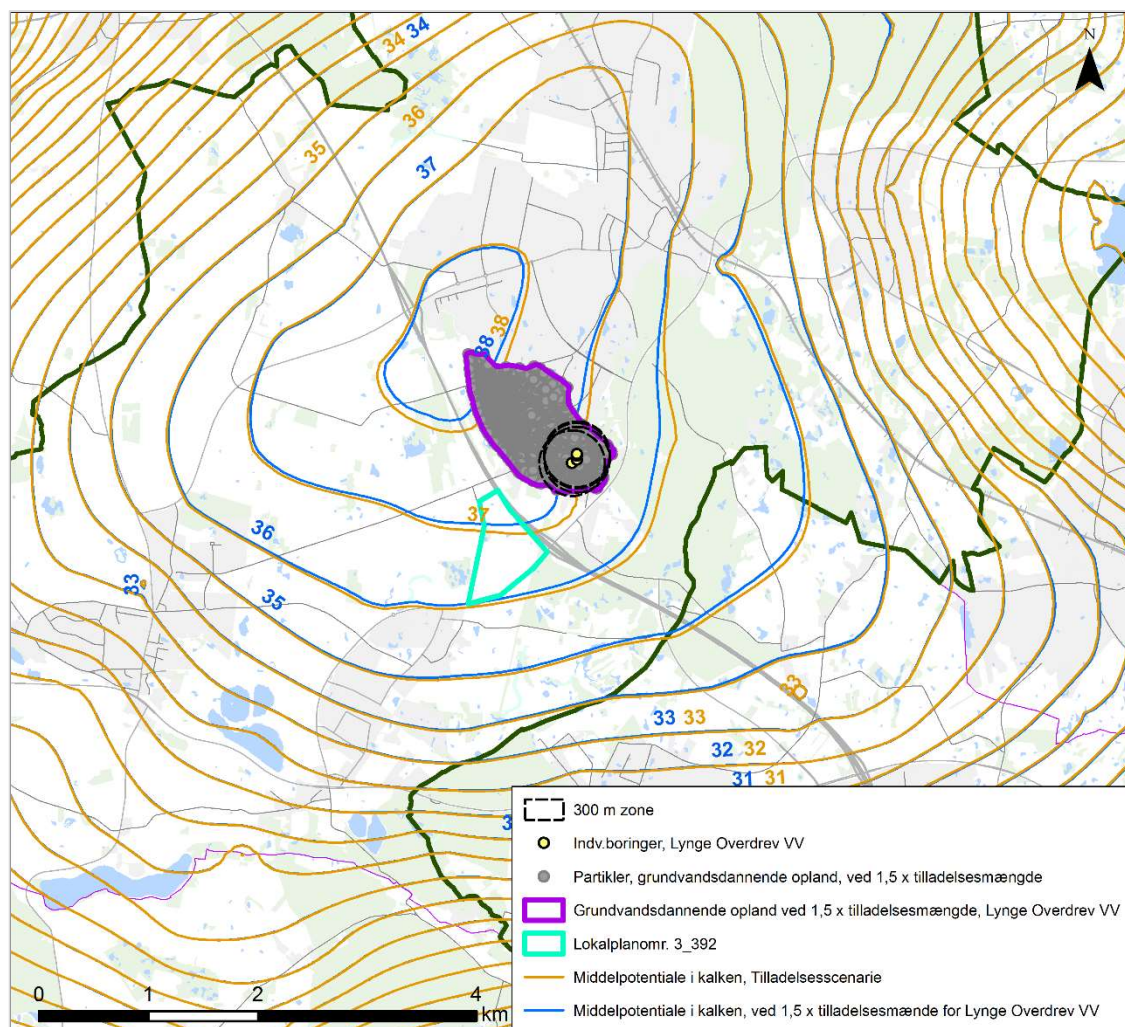 N
34 34
36
35
37
38 38
37
36
33
35
33
33 33
32 32
31 31
3
300 m zone
Indv.boringer, Lynge Overdrev VV
Partikler, grundvandsdannende opland, ved 1,5 x tilladelsesmængde
Grundvandsdannende opland ved 1,5 x tilladelsesmængde, Lynge Overdrev VV
Lokalplanomr. 3_392
Middelpotentiale i kalken, Tilladelsesscenarie
Middelpotentiale i kalken, ved 1,5 x tilladelsesmænde for Lynge Overdrev VV
0 1 2 4
km